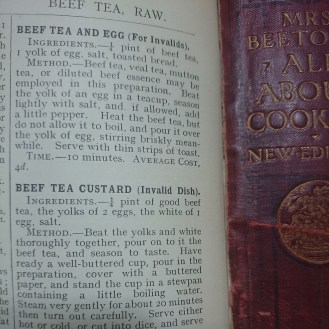 BEEF TEA, RAW.
BEEF TEA AND EGG (For Invalids).
INGREDIENTS.—½ pint of beef tea,
1 yolk of egg, salt, toasted bread.
METHOD.—Beef tea, veal tea, mutton
tea, or diluted beef essence may be
employed in this preparation. Beat
the yolk of an egg in a teacup, season
lightly with salt, and if allowed, add
a little pepper. Heat the beef tea, but
do not allow it to boil, and pour it over
the yolk of egg, stirring briskly mean-
while. Serve with thin strips of toast.
TIME.—10 minutes. AVERAGE COST,
4d.
BEEF TEA CUSTARD (Invalid Dish).
INGREDIENTS.—pint of good beef
tea, the yolks of 2 eggs, the white of 1
egg, salt.
METHOD.—Beat the yolks and white
thoroughly together, pour on to it the
beef tea, and season to taste. Have
ready a well-buttered cup, pour in the
preparation, cover with a buttered
paper, and stand the cup in a stewpan
containing a little boiling water.
Steam very gently for about 20 minutes
then turn out carefully. Serve either
hot or cold, or cut into dice, and serve
MRS
BEETO
ALL
ABOU
COOK
NEW EDI